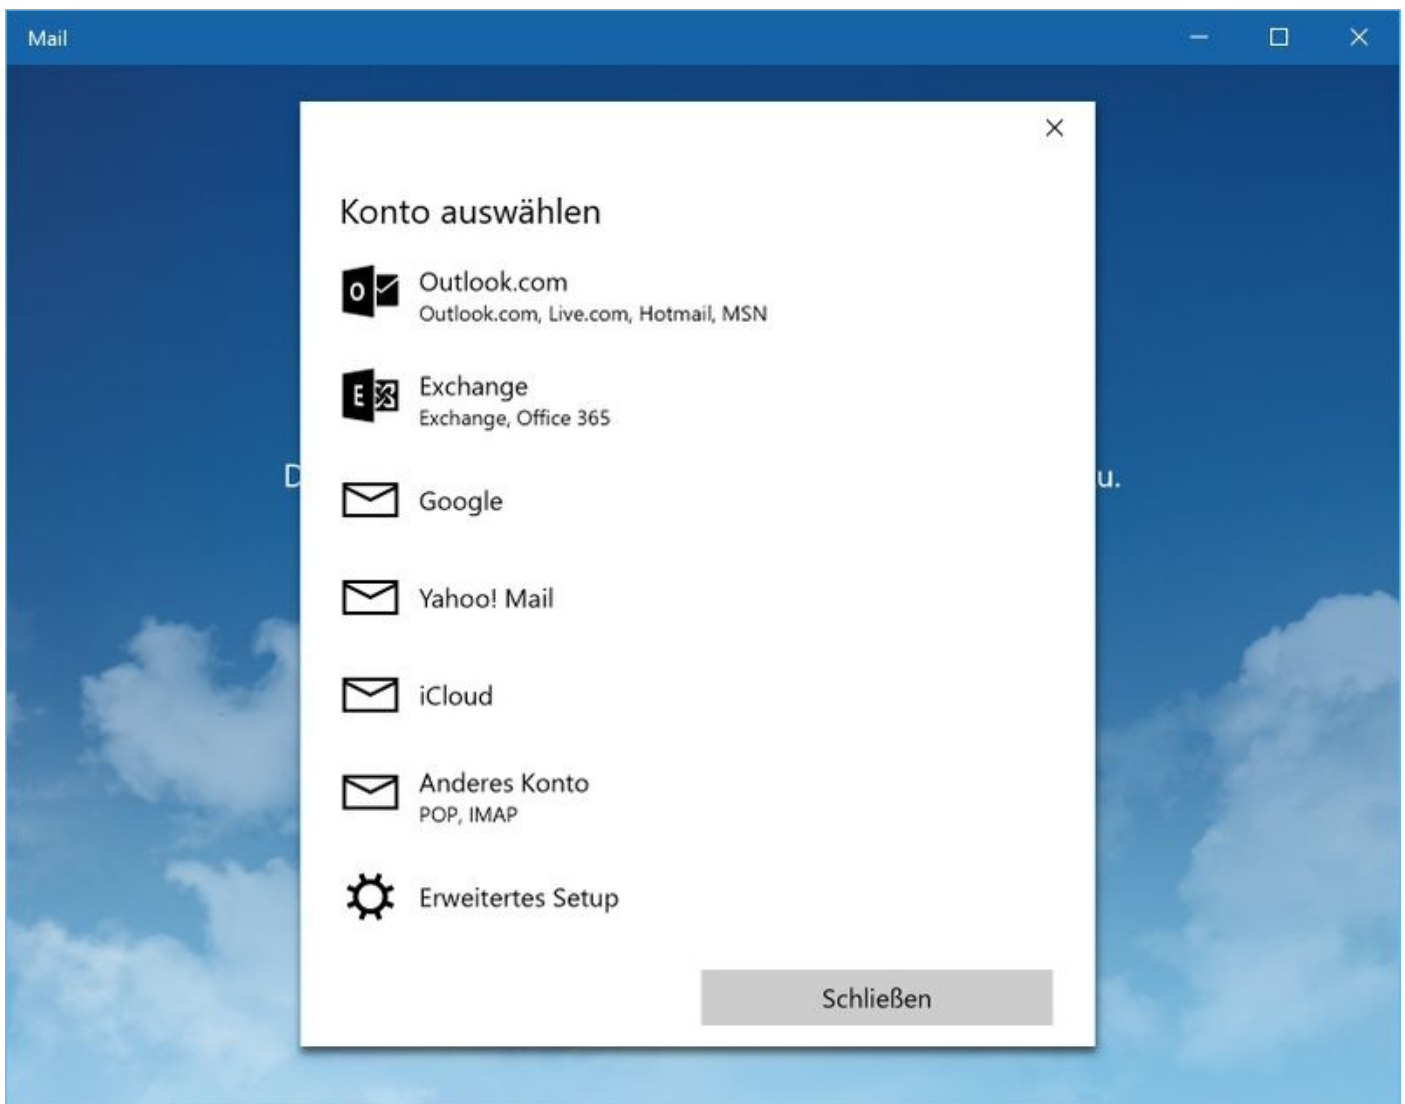 Mail
Konto auswählen
Outlook.com
Outlook.com, Live.com, Hotmail, MSN
Exchange
Exchange, Office 365
Google
Yahoo! Mail
iCloud
Anderes Konto
POP, IMAP
Erweitertes Setup
Schließen